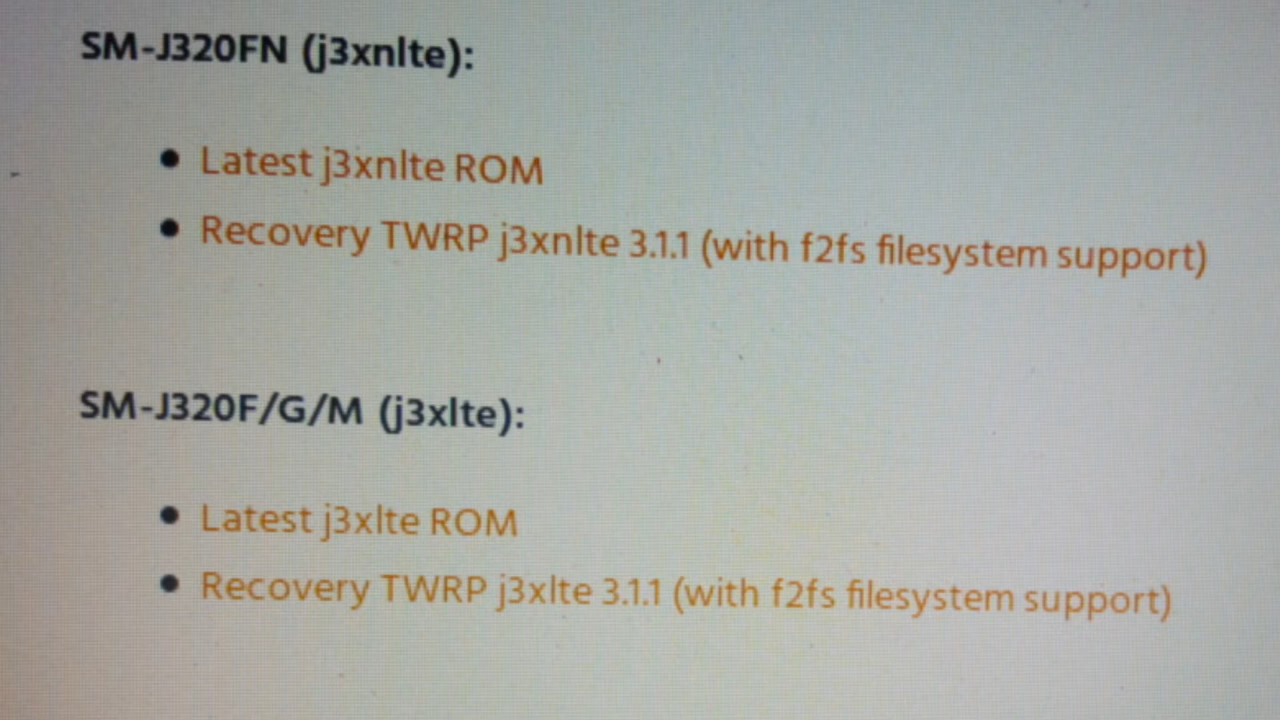 SM-J320FN (j3xnlte):
Latest j3xnlte ROM
Recovery TWRP j3xnlte 3.1.1 (with f2fs filesystem support)
SM-J320F/G/M (j3xlte):
Latest j3xlte ROM
Recovery TWRP j3xlte 3.1.1 (with f2fs filesystem support)